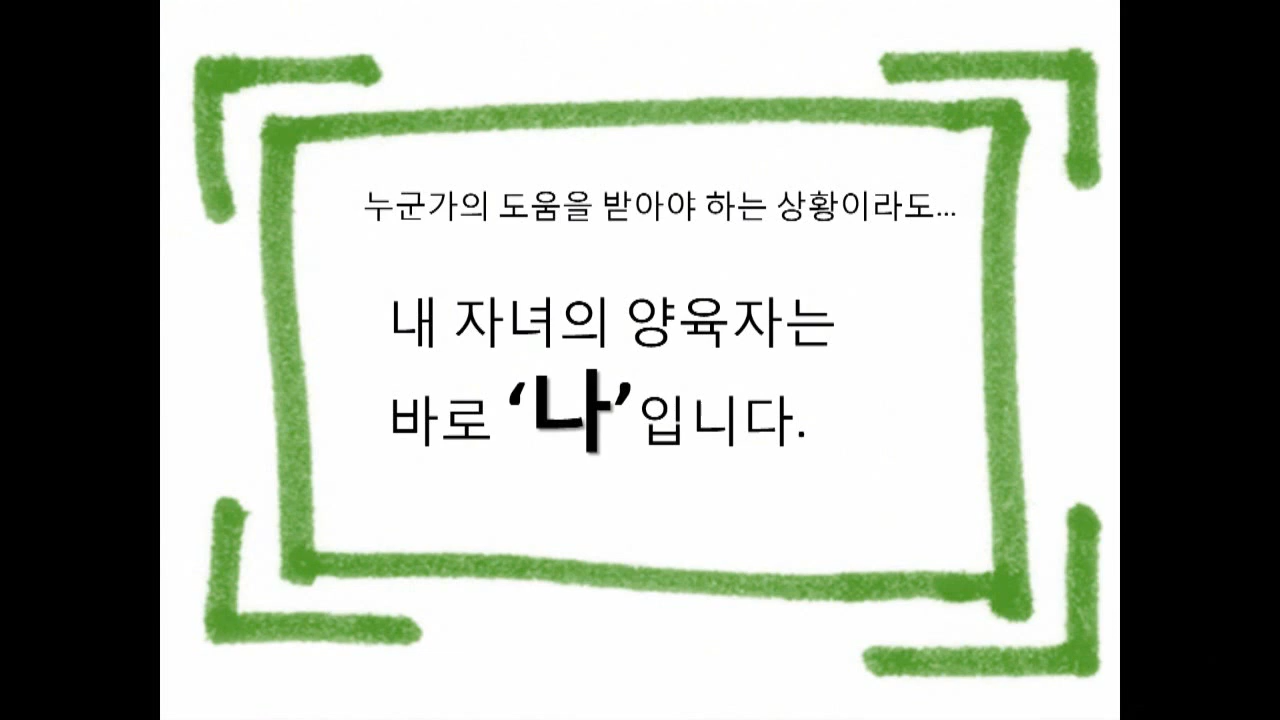 누군가의 도움을 받아야 하는 상황이라도...
내 자녀의 양육자는
바로 ‘나’입니다.